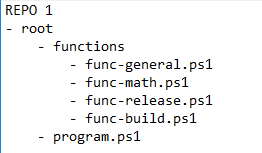 REPO 1
- root
- functions
- func-general.ps1
- func-math.ps1
- func-release.ps1
- func-build.ps1
- program.ps1